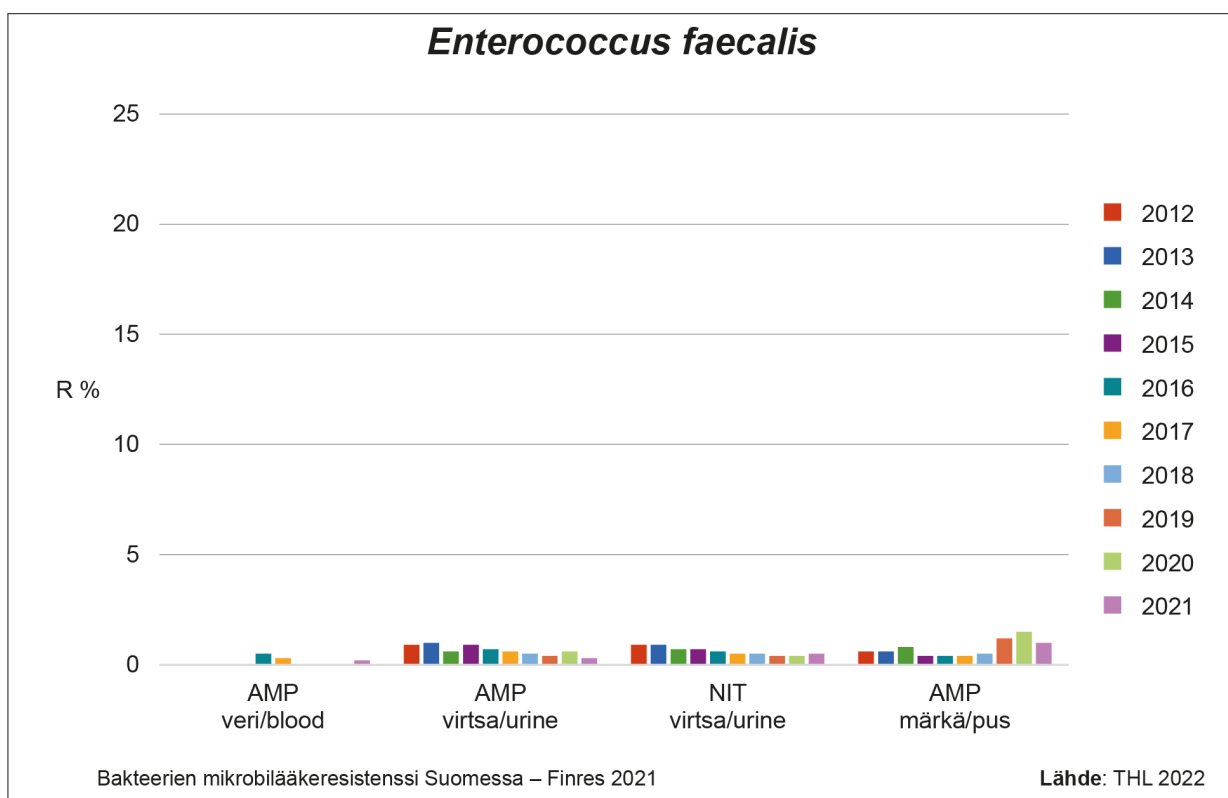 Enterococcus faecalis
25
20
15
R %
10
5
0
AMP
veri/blood
AMP
virtsa/urine
NIT
virtsa/urine
AMP
märkä/pus
2012
2013
2014
2015
2016
2017
2018
2019
2020
2021
Bakteerien mikrobilääkeresistenssi Suomessa – Finres 2021
Lähde: THL 2022